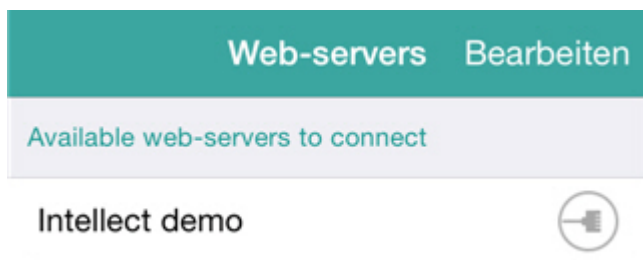 Web-servers Bearbeiten
Available web-servers to connect
Intellect demo